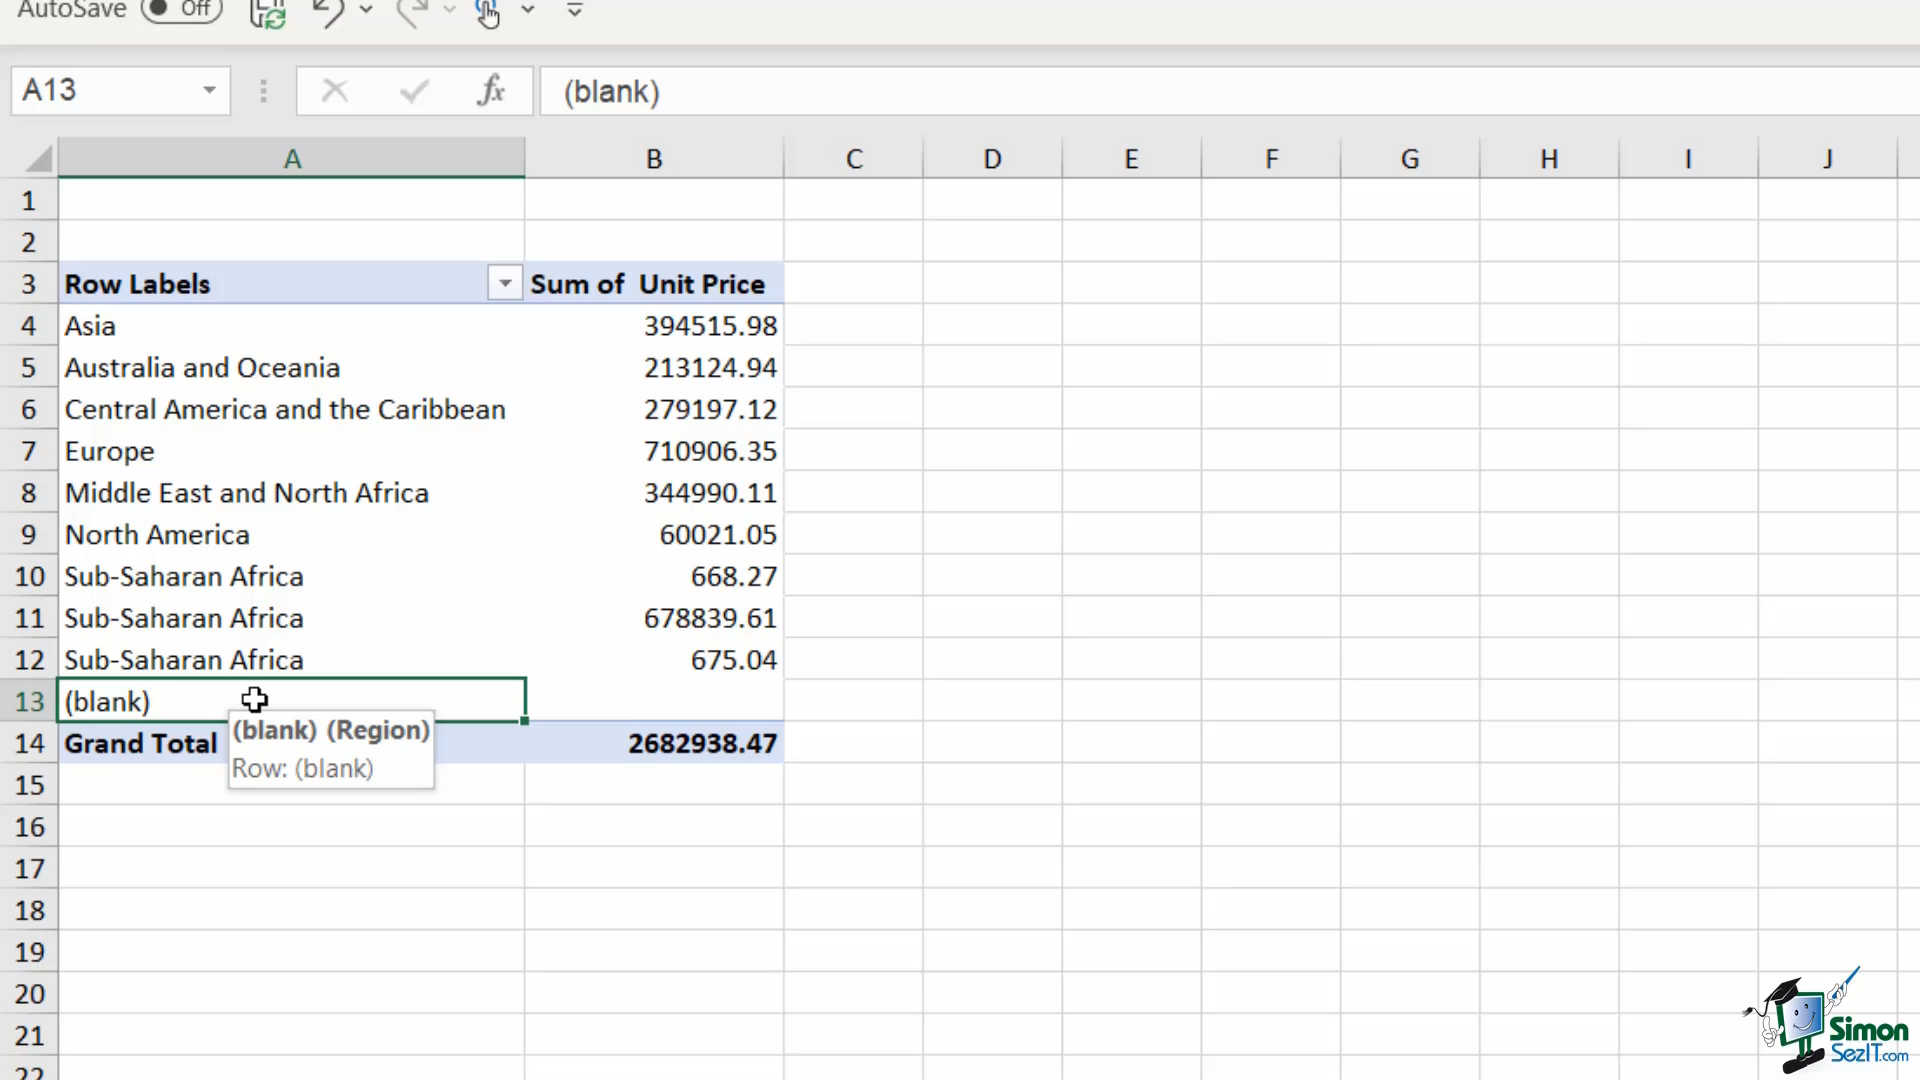 AutoSave Off
A13 fx (blank)
A B C D E F G H I J
1
2
3 Row Labels Sum of  Unit Price
4 Asia 394515.98
5 Australia and Oceania 213124.94
6 Central America and the Caribbean 279197.12
7 Europe 710906.35
8 Middle East and North Africa 344990.11
9 North America 60021.05
10 Sub-Saharan Africa 668.27
11 Sub-Saharan Africa 678839.61
12 Sub-Saharan Africa 675.04
13 (blank)
(blank) (Region)
14 Grand Total 2682938.47
Row: (blank)
15
16
17
18
19
20
21
22
Simon
SezIT.com